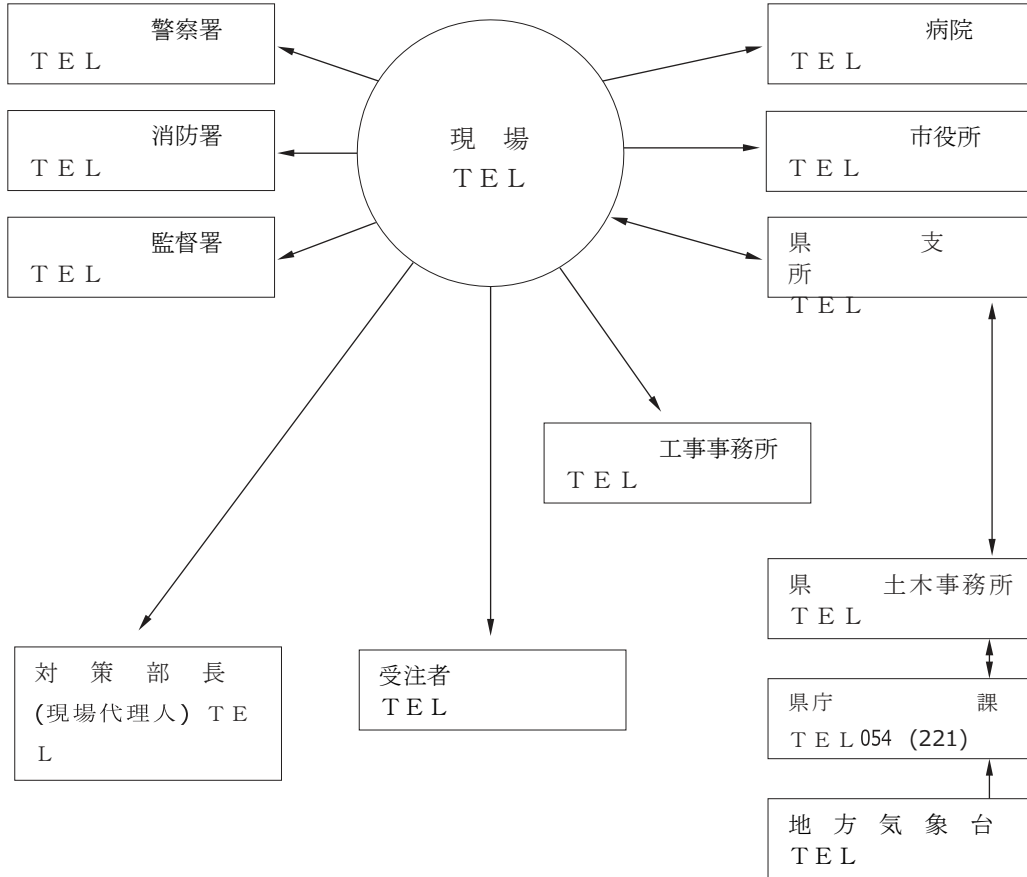 警察署
ＴＥＬ
消防署
ＴＥＬ
監督署
ＴＥＬ
現　場
ＴＥＬ
病院
ＴＥＬ
市役所
ＴＥＬ
県　　　　支
所
ＴＥＬ
工事事務所
ＴＥＬ
県　　土木事務所
ＴＥＬ
対　策　部　長
(現場代理人) ＴＥ
Ｌ
受注者
ＴＥＬ
県庁　　　　　　課
ＴＥＬ054 (221)
地　方　気　象　台
ＴＥＬ